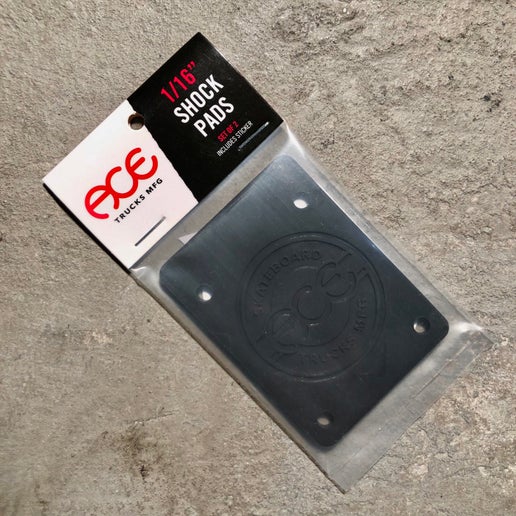 ACE
TRUCKS MFG
1/16"
SHOCK
PADS
SET OF 2
INCLUDES STICKER
SKATEBOARD
ACE
TRUCKS MFG